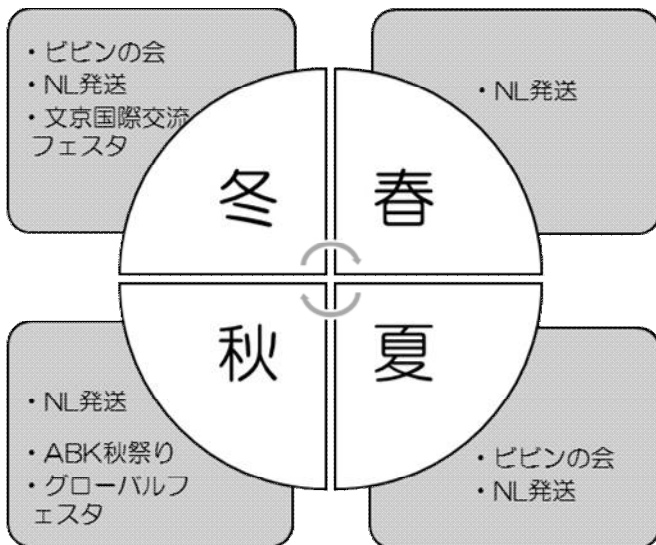 ・ビビンの会
・NL発送
・文京国際交流
フェスタ
・NL発送
冬
春
秋
夏
・NL発送
・ABK秋祭り
・グローバルフ
ェスタ
・ビビンの会
・NL発送